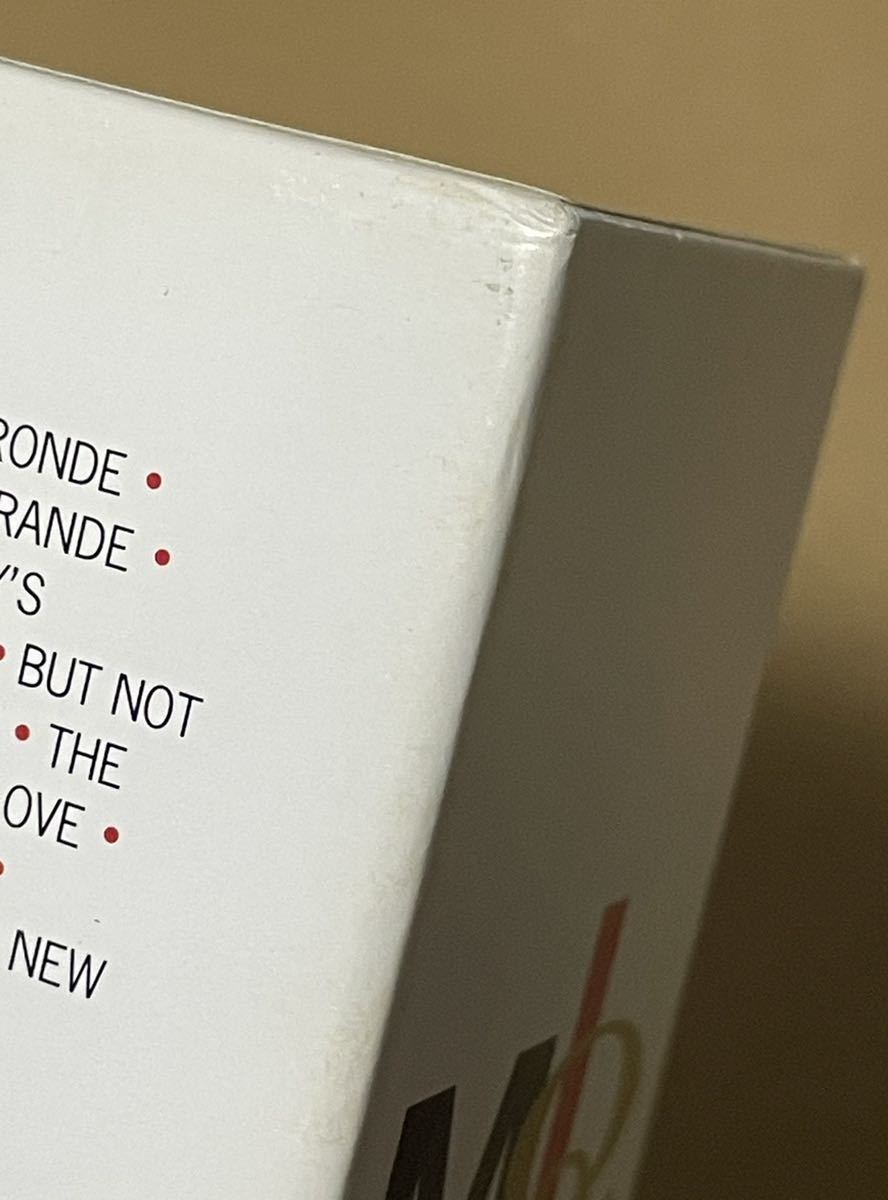 RONDE •
RANDE •
'S
• BUT NOT
• THE
OVE •
•
NEW